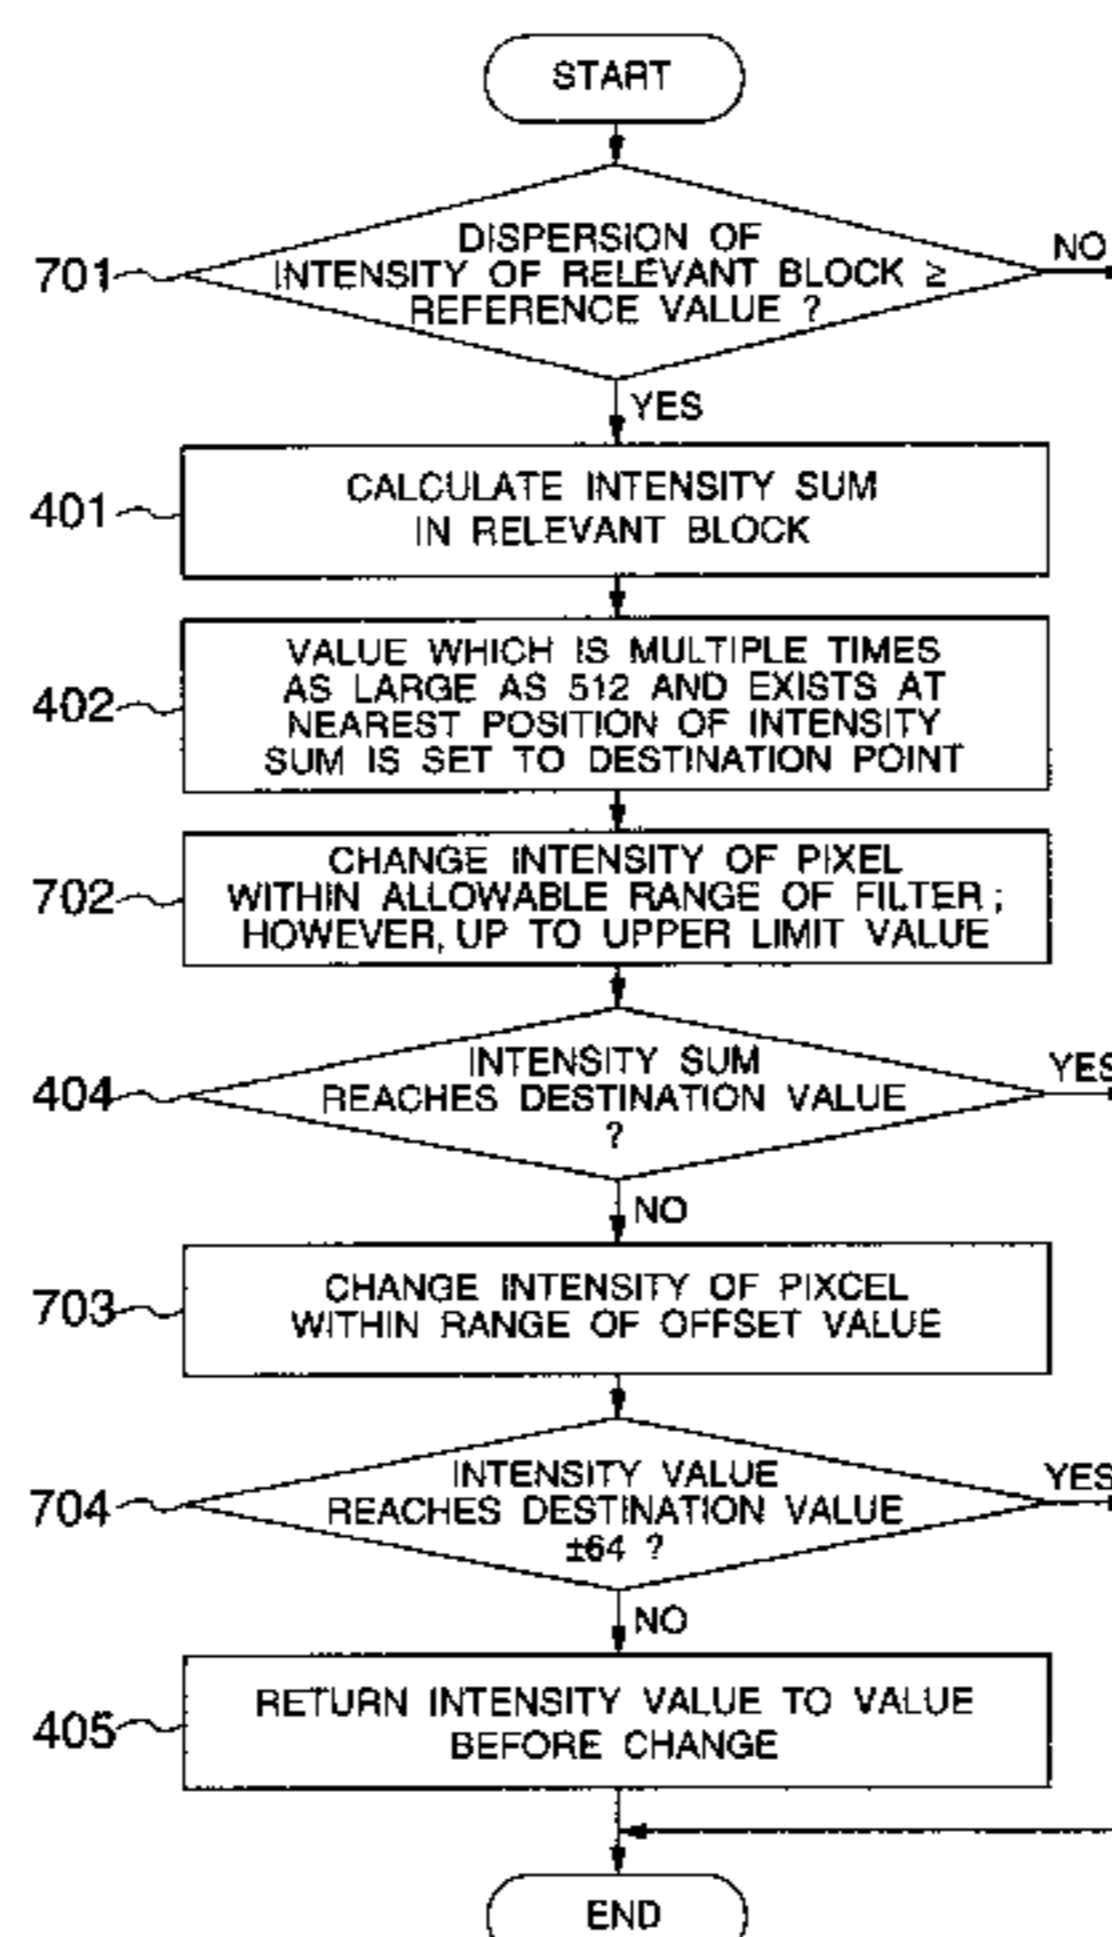 START
701
DISPERSION OF
INTENSITY OF RELEVANT BLOCK ≥
REFERENCE VALUE ?
NO
YES
401
CALCULATE INTENSITY SUM
IN RELEVANT BLOCK
402
VALUE WHICH IS MULTIPLE TIMES
AS LARGE AS 512 AND EXISTS AT
NEAREST POSITION OF INTENSITY
SUM IS SET TO DESTINATION POINT
702
CHANGE INTENSITY OF PIXEL
WITHIN ALLOWABLE RANGE OF FILTER ;
HOWEVER, UP TO UPPER LIMIT VALUE
404
INTENSITY SUM
REACHES DESTINATION VALUE
?
YES
NO
703
CHANGE INTENSITY OF PIXCEL
WITHIN RANGE OF OFFSET VALUE
704
INTENSITY VALUE
REACHES DESTINATION VALUE
±64 ?
YES
NO
405
RETURN INTENSITY VALUE TO VALUE
BEFORE CHANGE
END